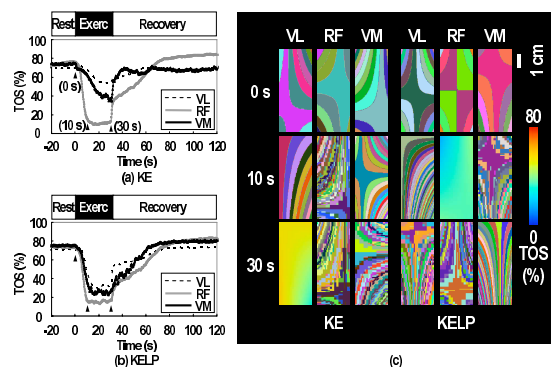 Rest Exerc Recovery
TOS (%)
100
80
60
40
20
0
(0 s)
(10 s)
(30 s)
VL
RF
VM
-20 0 20 40 60 80 100 120
Time (s)
(a) KE
Rest Exerc Recovery
TOS (%)
100
80
60
40
20
0
VL
RF
VM
-20 0 20 40 60 80 100 120
Time (s)
(b) KELP
VL RF VM VL RF VM
0 s
10 s
30 s
1 cm
80
0
TOS
(%)
KE KELP
(c)